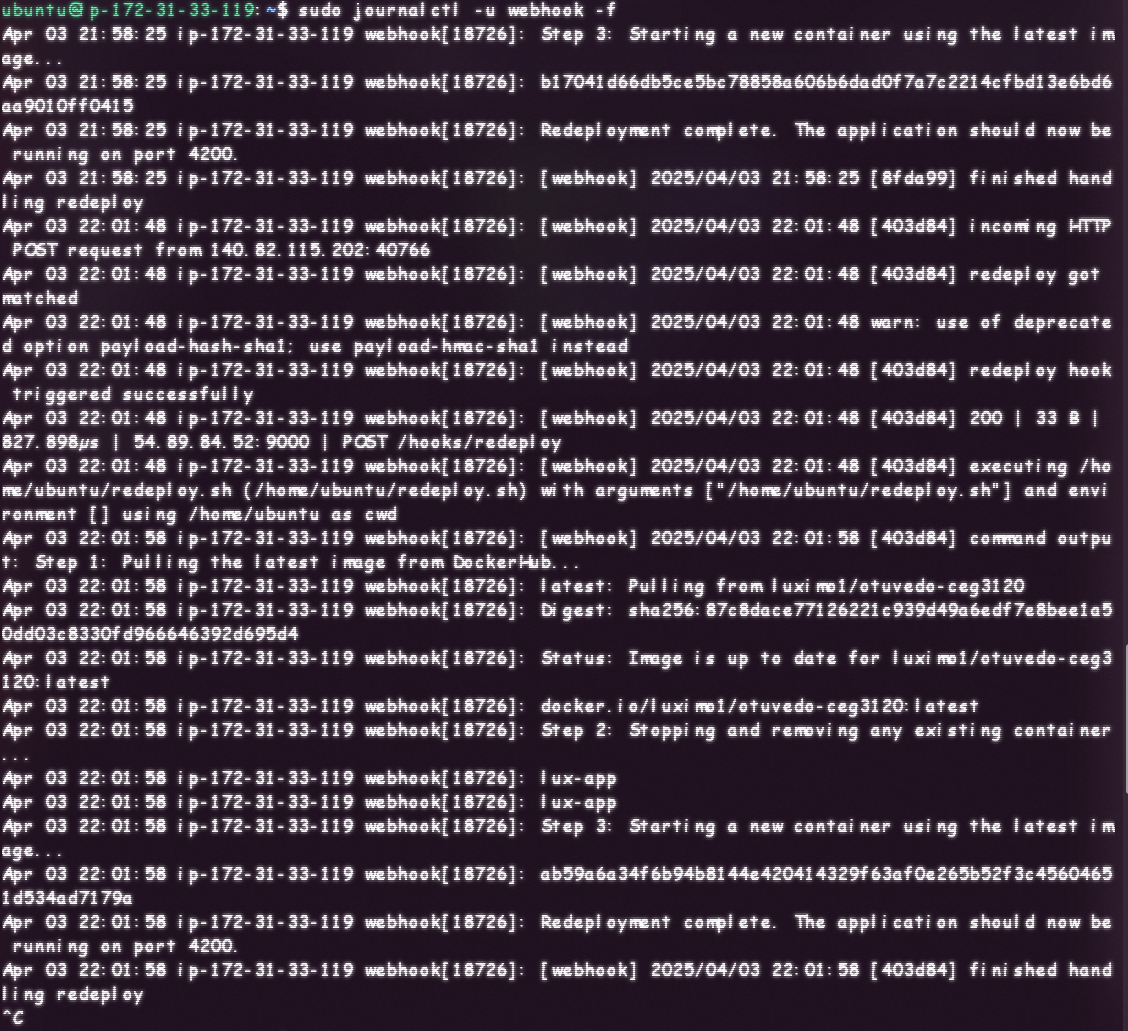 ubuntu@ip-172-31-33-119:~$ sudo journalctl -u webhook -f
Apr 03 21:58:25 ip-172-31-33-119 webhook[18726]: Step 3: Starting a new container using the latest im
age...
Apr 03 21:58:25 ip-172-31-33-119 webhook[18726]: b17041d66db5ce5bc78858a606b6dad0f7a7c2214cfbd13e6bd6
aa9010ff0415
Apr 03 21:58:25 ip-172-31-33-119 webhook[18726]: Redeployment complete. The application should now be
 running on port 4200.
Apr 03 21:58:25 ip-172-31-33-119 webhook[18726]: [webhook] 2025/04/03 21:58:25 [8fda99] finished hand
ling redeploy
Apr 03 22:01:48 ip-172-31-33-119 webhook[18726]: [webhook] 2025/04/03 22:01:48 [403d84] incoming HTTP
 POST request from 140.82.115.202:40766
Apr 03 22:01:48 ip-172-31-33-119 webhook[18726]: [webhook] 2025/04/03 22:01:48 [403d84] redeploy got
matched
Apr 03 22:01:48 ip-172-31-33-119 webhook[18726]: [webhook] 2025/04/03 22:01:48 warn: use of deprecate
d option payload-hash-sha1; use payload-hmac-sha1 instead
Apr 03 22:01:48 ip-172-31-33-119 webhook[18726]: [webhook] 2025/04/03 22:01:48 [403d84] redeploy hook
 triggered successfully
Apr 03 22:01:48 ip-172-31-33-119 webhook[18726]: [webhook] 2025/04/03 22:01:48 [403d84] 200 | 33 B |
827.898µs | 54.89.84.52:9000 | POST /hooks/redeploy
Apr 03 22:01:48 ip-172-31-33-119 webhook[18726]: [webhook] 2025/04/03 22:01:48 [403d84] executing /ho
me/ubuntu/redeploy.sh (/home/ubuntu/redeploy.sh) with arguments ["/home/ubuntu/redeploy.sh"] and envi
ronment [] using /home/ubuntu as cwd
Apr 03 22:01:58 ip-172-31-33-119 webhook[18726]: [webhook] 2025/04/03 22:01:58 [403d84] command outpu
t: Step 1: Pulling the latest image from DockerHub...
Apr 03 22:01:58 ip-172-31-33-119 webhook[18726]: latest: Pulling from luximo1/otuvedo-ceg3120
Apr 03 22:01:58 ip-172-31-33-119 webhook[18726]: Digest: sha256:87c8dace77126221c939d49a6edf7e8bee1a5
0dd03c8330fd966646392d695d4
Apr 03 22:01:58 ip-172-31-33-119 webhook[18726]: Status: Image is up to date for luximo1/otuvedo-ceg3
120:latest
Apr 03 22:01:58 ip-172-31-33-119 webhook[18726]: docker.io/luximo1/otuvedo-ceg3120:latest
Apr 03 22:01:58 ip-172-31-33-119 webhook[18726]: Step 2: Stopping and removing any existing container
...
Apr 03 22:01:58 ip-172-31-33-119 webhook[18726]: lux-app
Apr 03 22:01:58 ip-172-31-33-119 webhook[18726]: lux-app
Apr 03 22:01:58 ip-172-31-33-119 webhook[18726]: Step 3: Starting a new container using the latest im
age...
Apr 03 22:01:58 ip-172-31-33-119 webhook[18726]: ab59a6a34f6b94b8144e420414329f63af0e265b52f3c4560465
1d534ad7179a
Apr 03 22:01:58 ip-172-31-33-119 webhook[18726]: Redeployment complete. The application should now be
 running on port 4200.
Apr 03 22:01:58 ip-172-31-33-119 webhook[18726]: [webhook] 2025/04/03 22:01:58 [403d84] finished hand
ling redeploy
^C